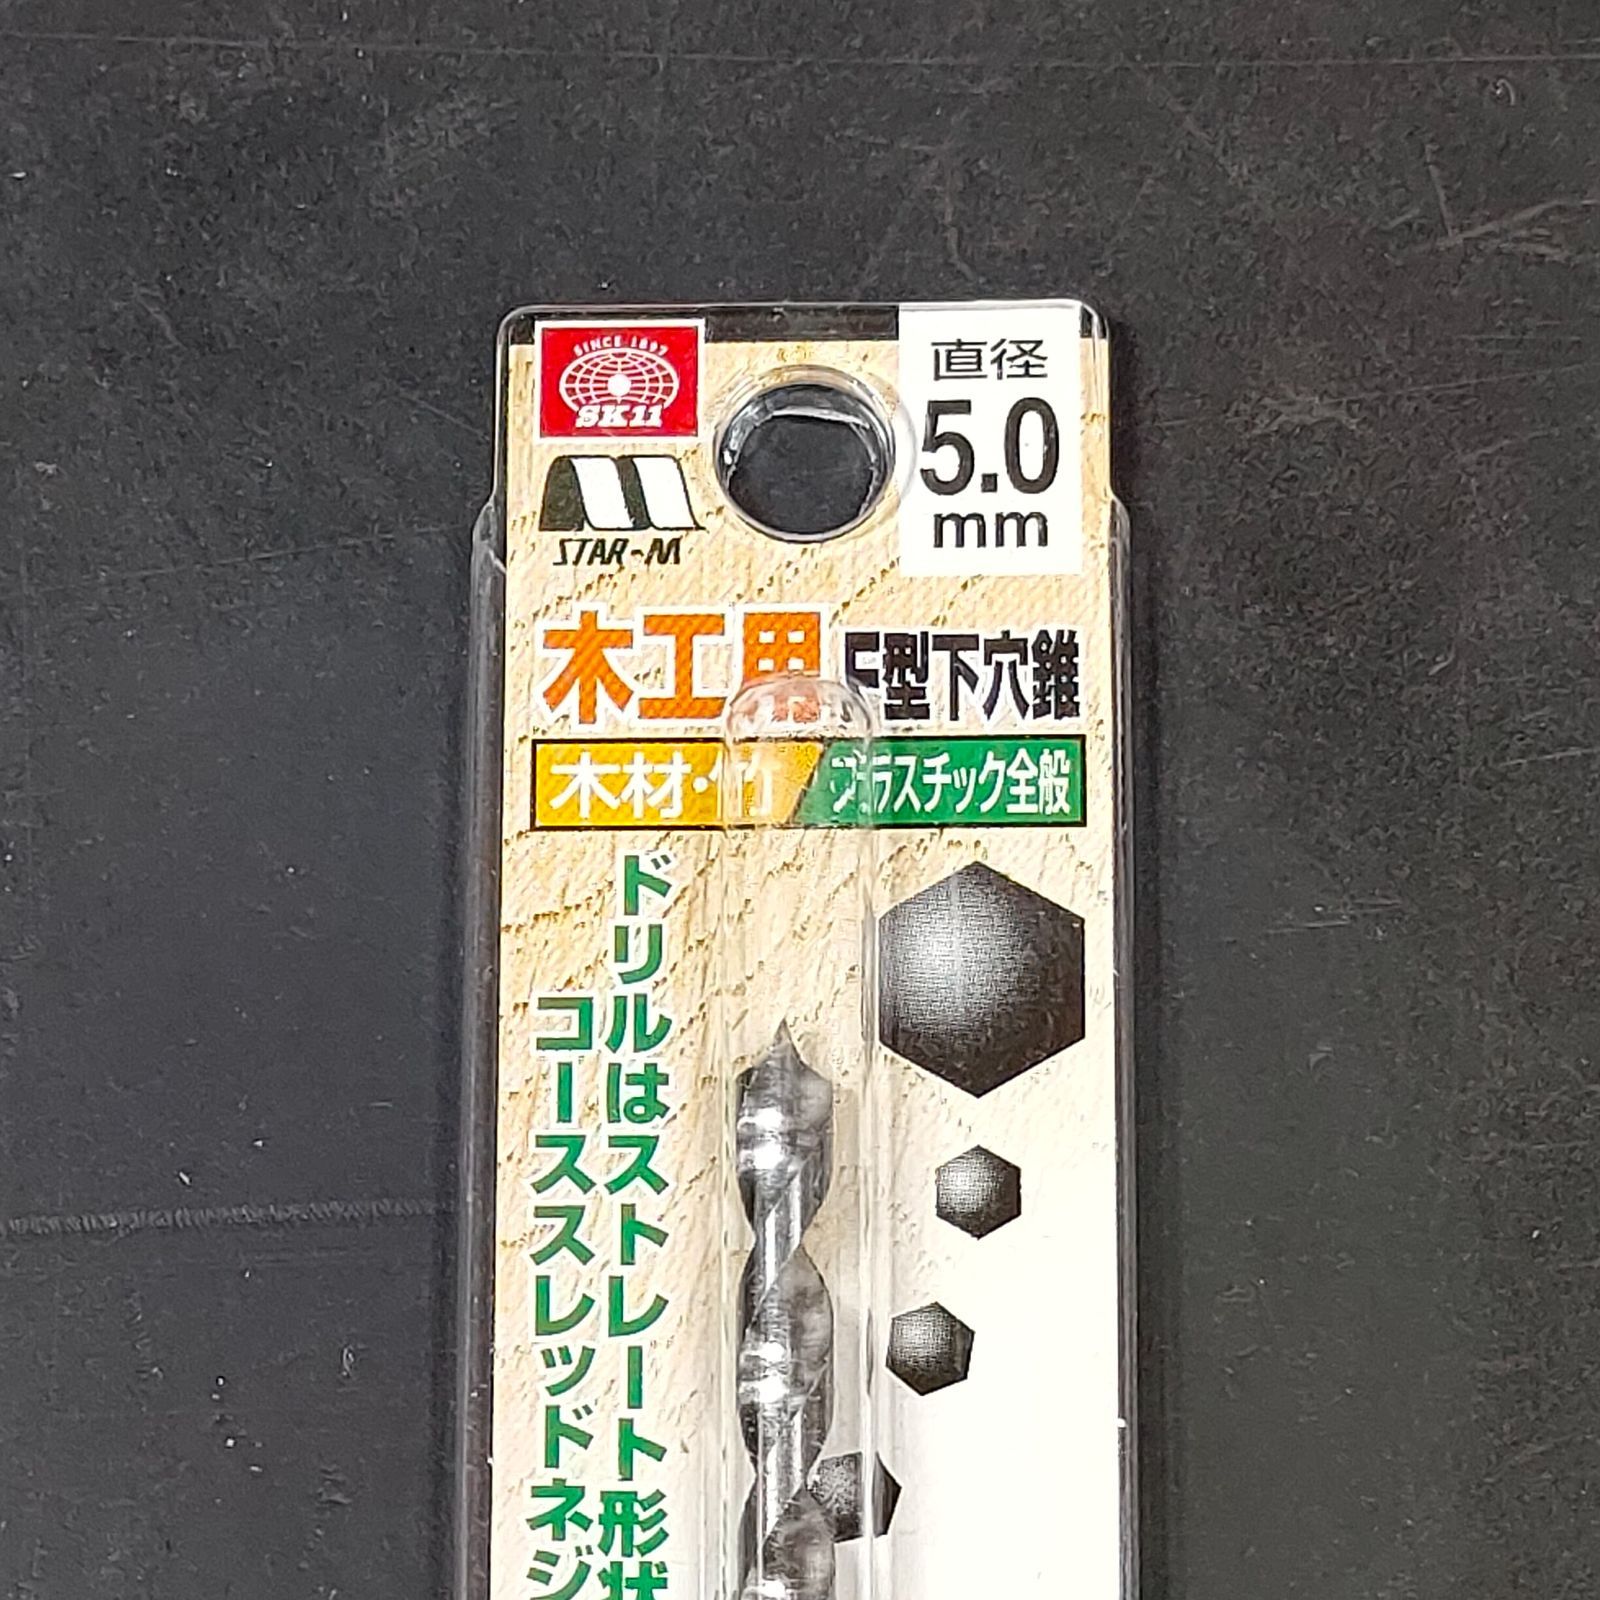 SINCE 1897
SK11
STAR-M
直径
5.0
mm
木工用
F型下穴錐
木材・竹
プラスチック全般
ドリルはストレート形状
コーススレッドネジ